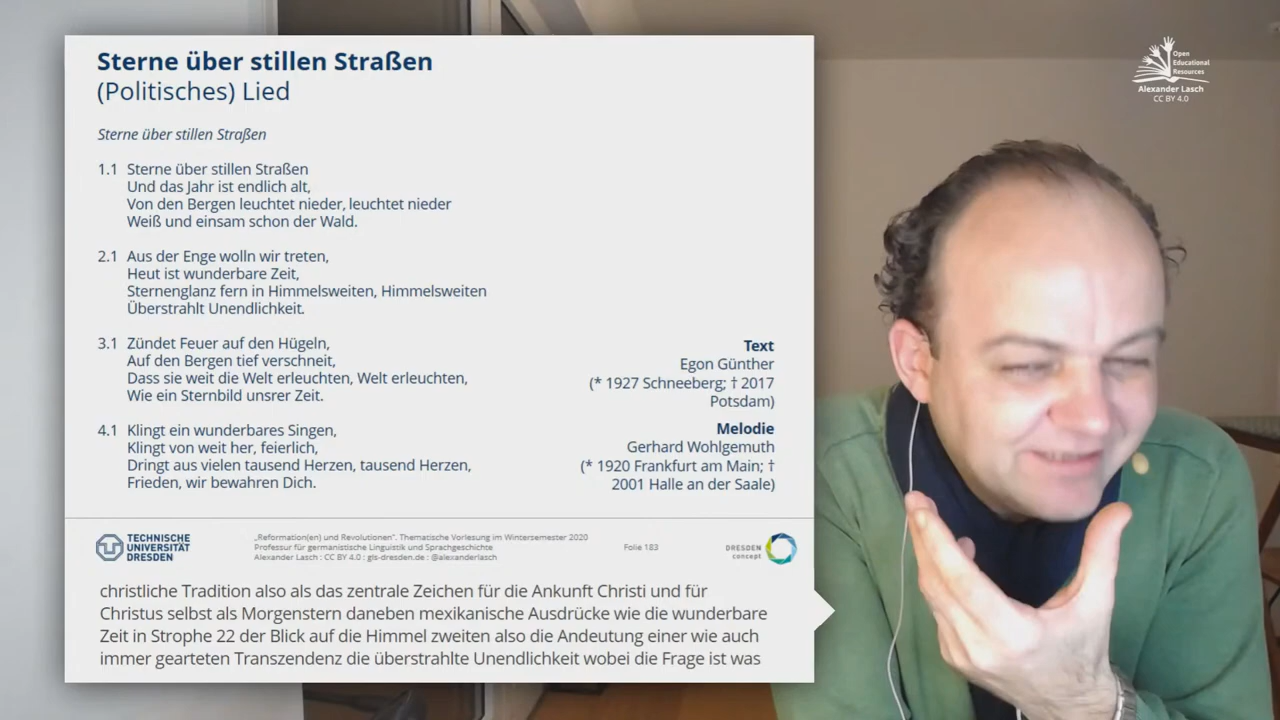 Sterne über stillen Straßen
(Politisches) Lied
Sterne über stillen Straßen
1.1 Sterne über stillen Straßen
Und das Jahr ist endlich alt,
Von den Bergen leuchtet nieder, leuchtet nieder
Weiß und einsam schon der Wald.
2.1 Aus der Enge wolln wir treten,
Heut ist wunderbare Zeit,
Sternenglanz fern in Himmelsweiten, Himmelsweiten
Überstrahlt Unendlichkeit.
3.1 Zündet Feuer auf den Hügeln,
Auf den Bergen tief verschneit,
Dass sie weit die Welt erleuchten, Welt erleuchten,
Wie ein Sternbild unsrer Zeit.
4.1 Klingt ein wunderbares Singen,
Klingt von weit her, feierlich,
Dringt aus vielen tausend Herzen, tausend Herzen,
Frieden, wir bewahren Dich.
Text
Egon Günther
(* 1927 Schneeberg; † 2017
Potsdam)
Melodie
Gerhard Wohlgemuth
(* 1920 Frankfurt am Main; †
2001 Halle an der Saale)
TECHNISCHE
UNIVERSITÄT
DRESDEN
„Reformation(en) und Revolutionen“. Thematische Vorlesung im Wintersemester 2020
Professur für germanistische Linguistik und Sprachgeschichte
Alexander Lasch : CC BY 4.0 : gls-dresden.de : @alexanderlasch
Folie 183
DRESDEN
concept
christliche Tradition also als das zentrale Zeichen für die Ankunft Christi und für
Christus selbst als Morgenstern daneben mexikanische Ausdrücke wie die wunderbare
Zeit in Strophe 22 der Blick auf die Himmel zweiten also die Andeutung einer wie auch
immer gearteten Transzendenz die überstrahlte Unendlichkeit wobei die Frage ist was
Open
Educational
Resources
Alexander Lasch
CC BY 4.0